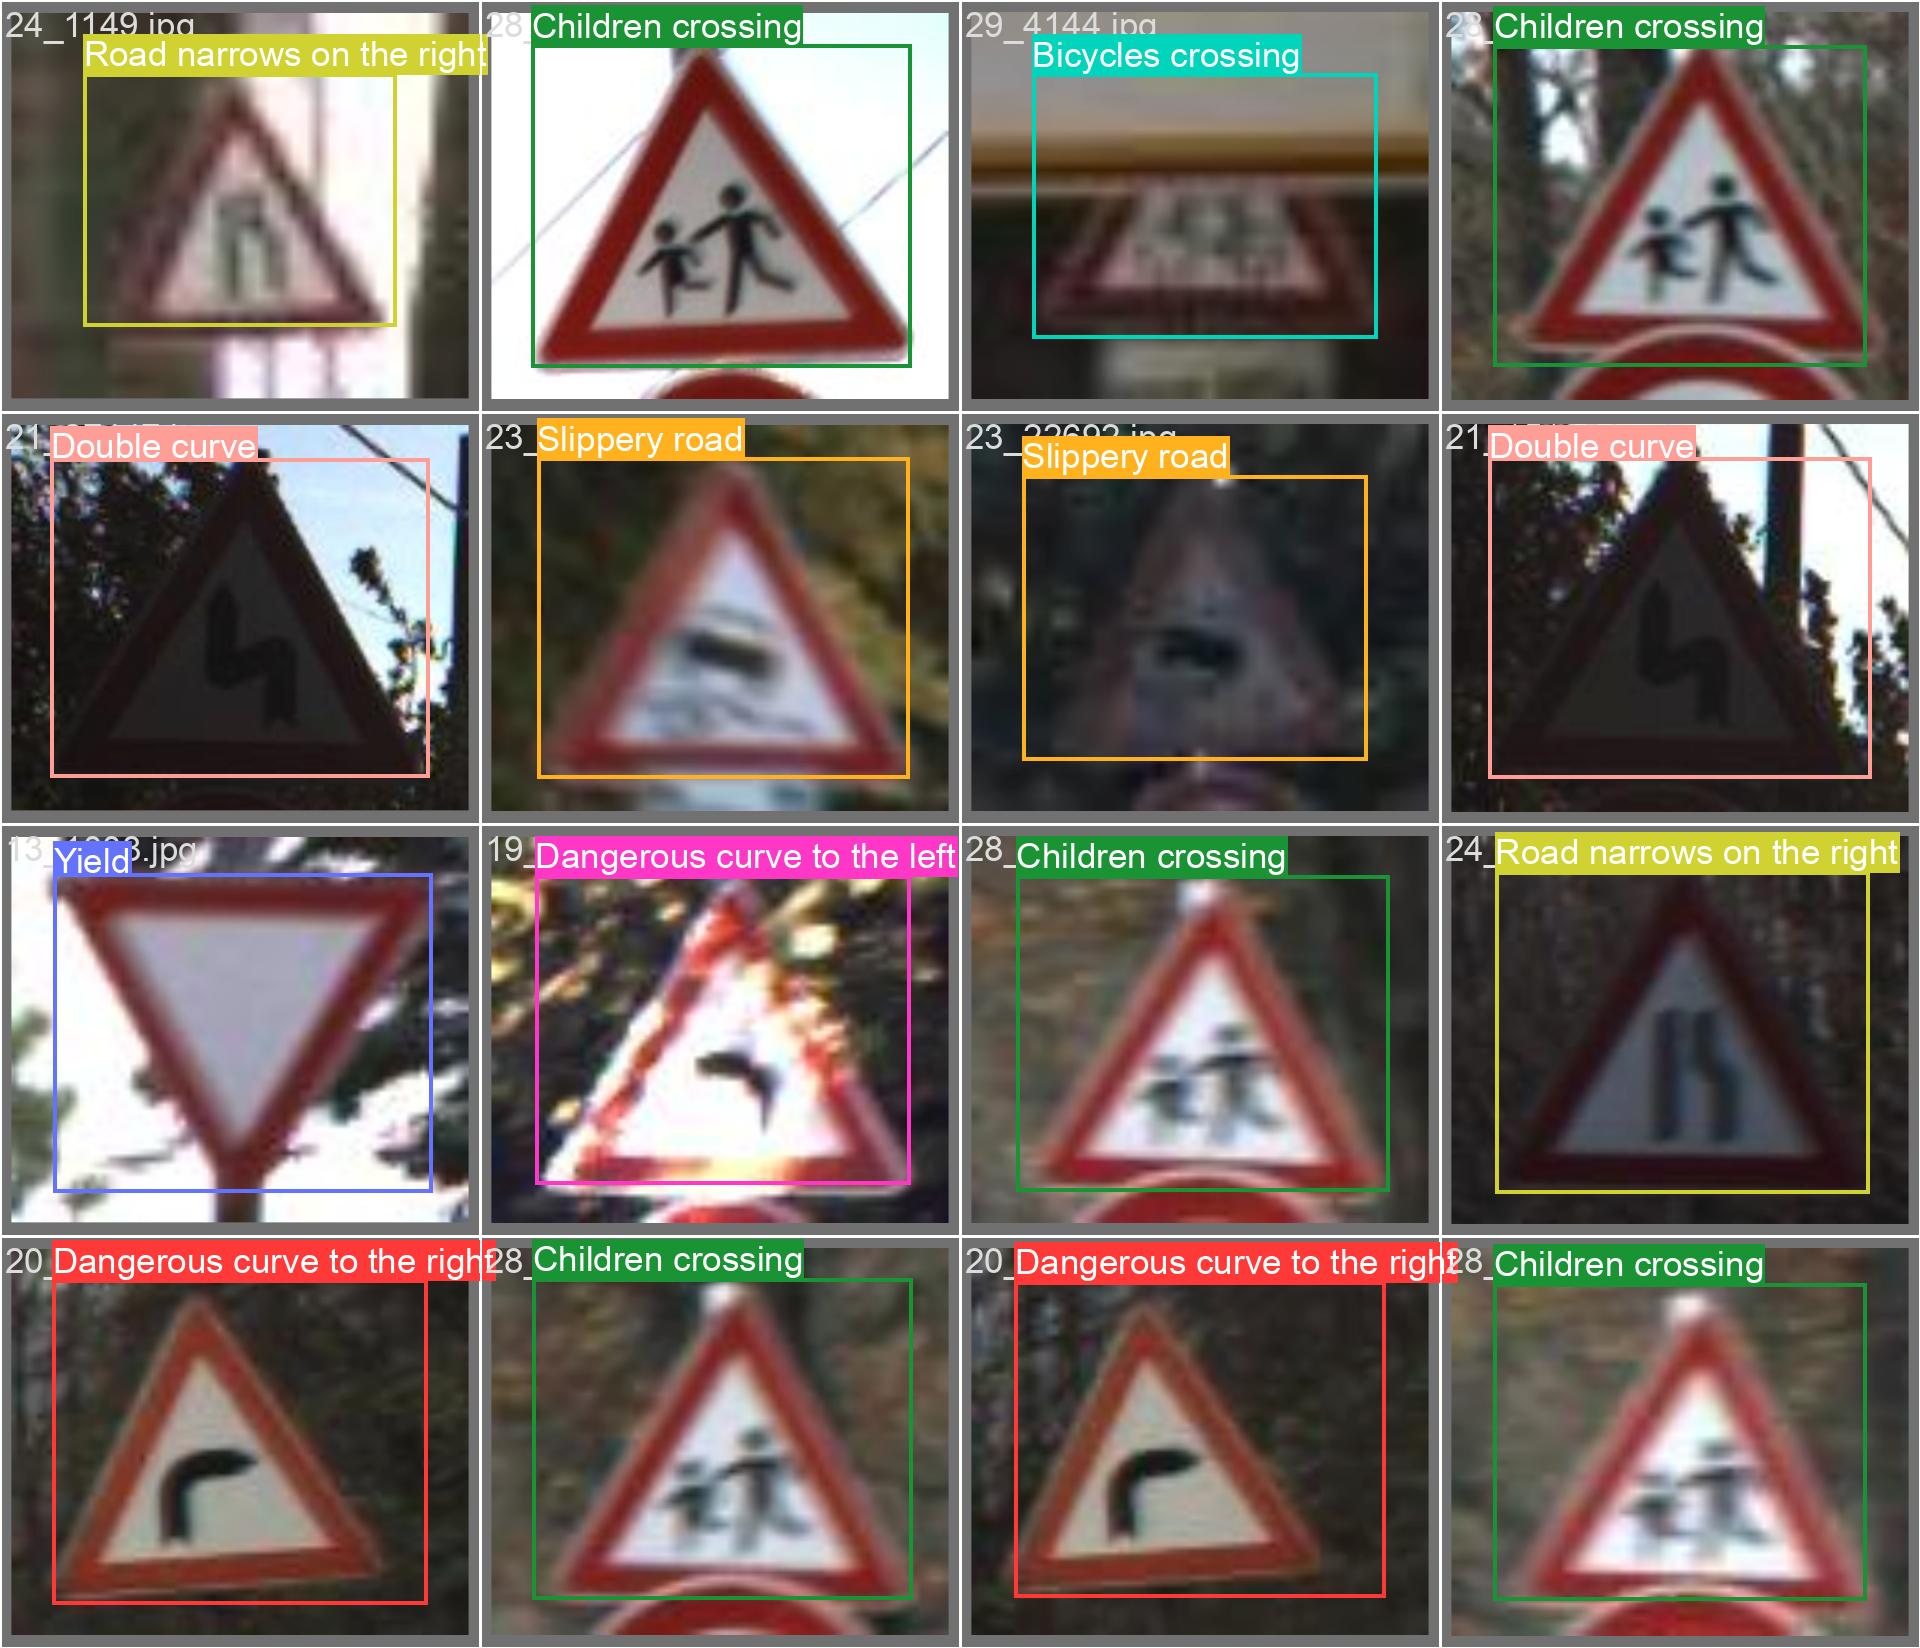 24_1149.jpg
Road narrows on the right
28_
Children crossing
29_4144.jpg
Bicycles crossing
Children crossing
21_
Double curve
23_
Slippery road
Slippery road
21_
Double curve
13_
Yield
3.jpg
19_
Dangerous curve to the left
28_
Children crossing
24_
Road narrows on the right
20_
Dangerous curve to the right
28_
Children crossing
20_
Dangerous curve to the right
28_
Children crossing